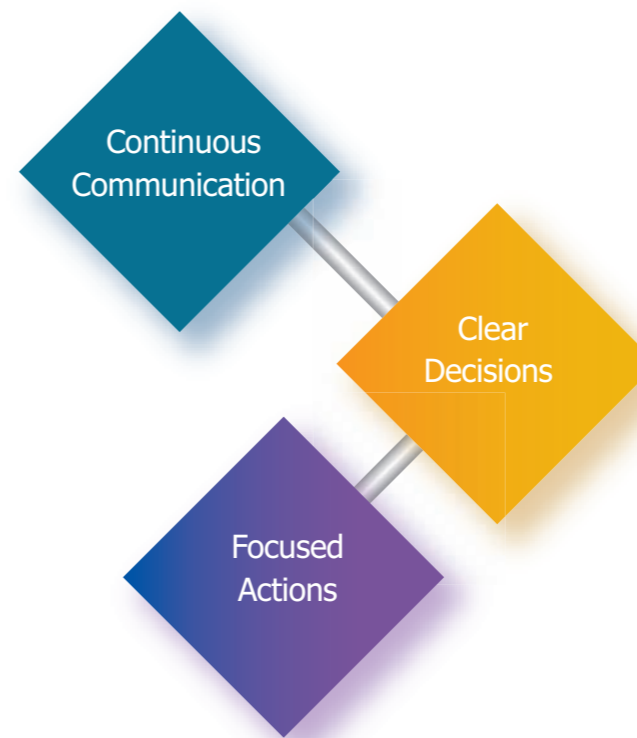 Continuous
Communication
Clear
Decisions
Focused
Actions